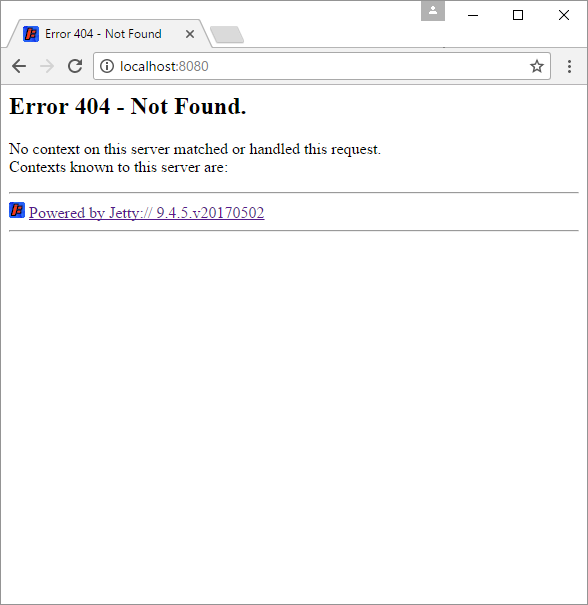 Error 404 - Not Found
localhost:8080
Error 404 - Not Found.
No context on this server matched or handled this request.
Contexts known to this server are:
Powered by Jetty:// 9.4.5.v20170502